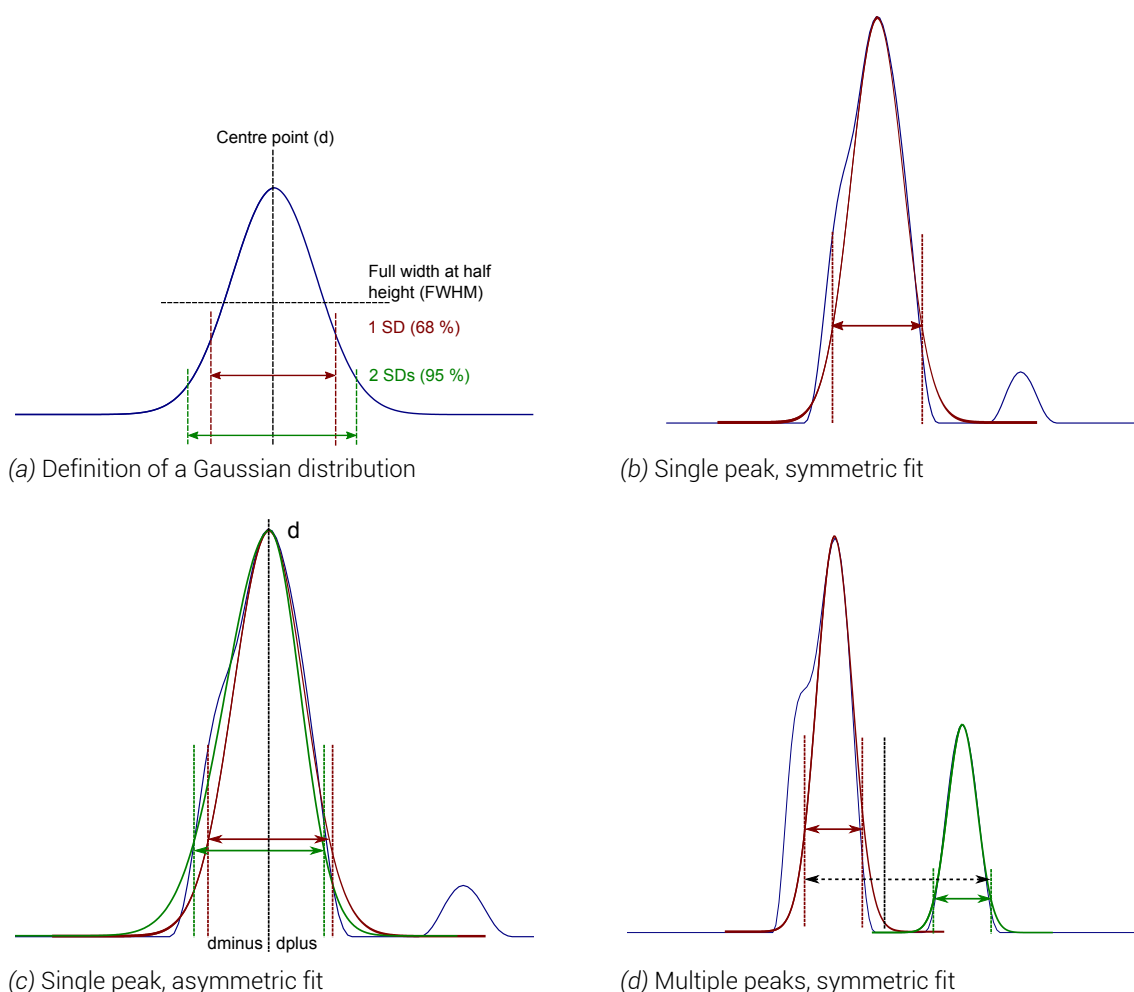 Centre point (d)
Full width at half
height (FWHM)
1 SD (68 %)
2 SDs (95 %)
(a) Definition of a Gaussian distribution
(b) Single peak, symmetric fit
d
dminus
dplus
(c) Single peak, asymmetric fit
(d) Multiple peaks, symmetric fit